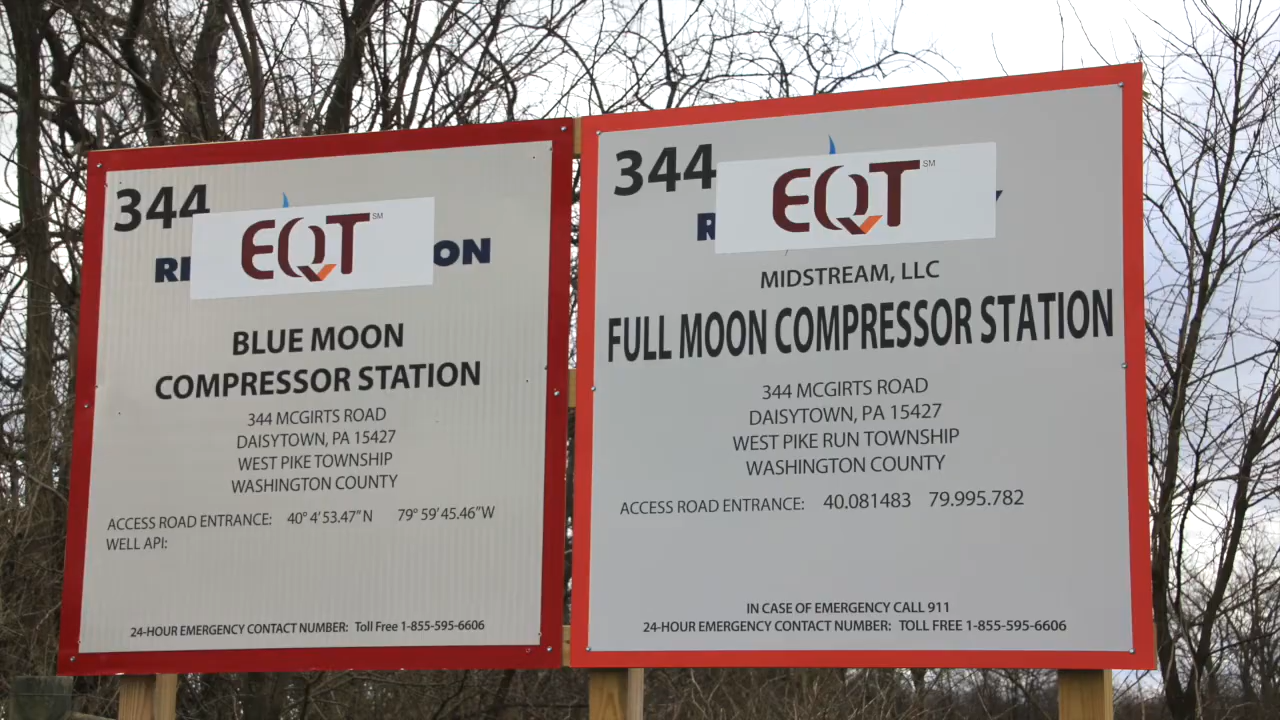 344
EQT SM
ON
BLUE MOON
COMPRESSOR STATION
344 MCGIRTS ROAD
DAISYTOWN, PA 15427
WEST PIKE TOWNSHIP
WASHINGTON COUNTY
ACCESS ROAD ENTRANCE: 40° 4' 53.47" N 79° 59' 45.46" W
WELL API:
24-HOUR EMERGENCY CONTACT NUMBER: Toll Free 1-855-595-6606
344
EQT SM
R
MIDSTREAM, LLC
FULL MOON COMPRESSOR STATION
344 MCGIRTS ROAD
DAISYTOWN, PA 15427
WEST PIKE RUN TOWNSHIP
WASHINGTON COUNTY
ACCESS ROAD ENTRANCE: 40.081483 79.995.782
IN CASE OF EMERGENCY CALL 911
24-HOUR EMERGENCY CONTACT NUMBER: TOLL FREE 1-855-595-6606